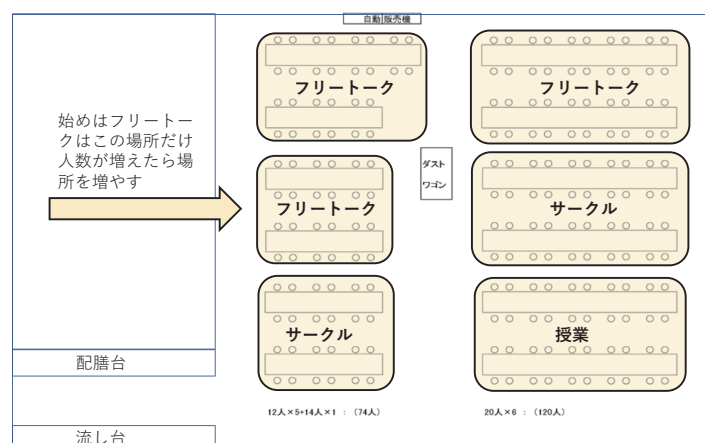 自動販売機
フリートーク
フリートーク
始めはフリートー
クはこの場所だけ
人数が増えたら場
所を増やす
ダスト
ワゴン
フリートーク
サークル
サークル
授業
配膳台
12人×5+14人×1 : (74人)
20人×6 : (120人)
流し台